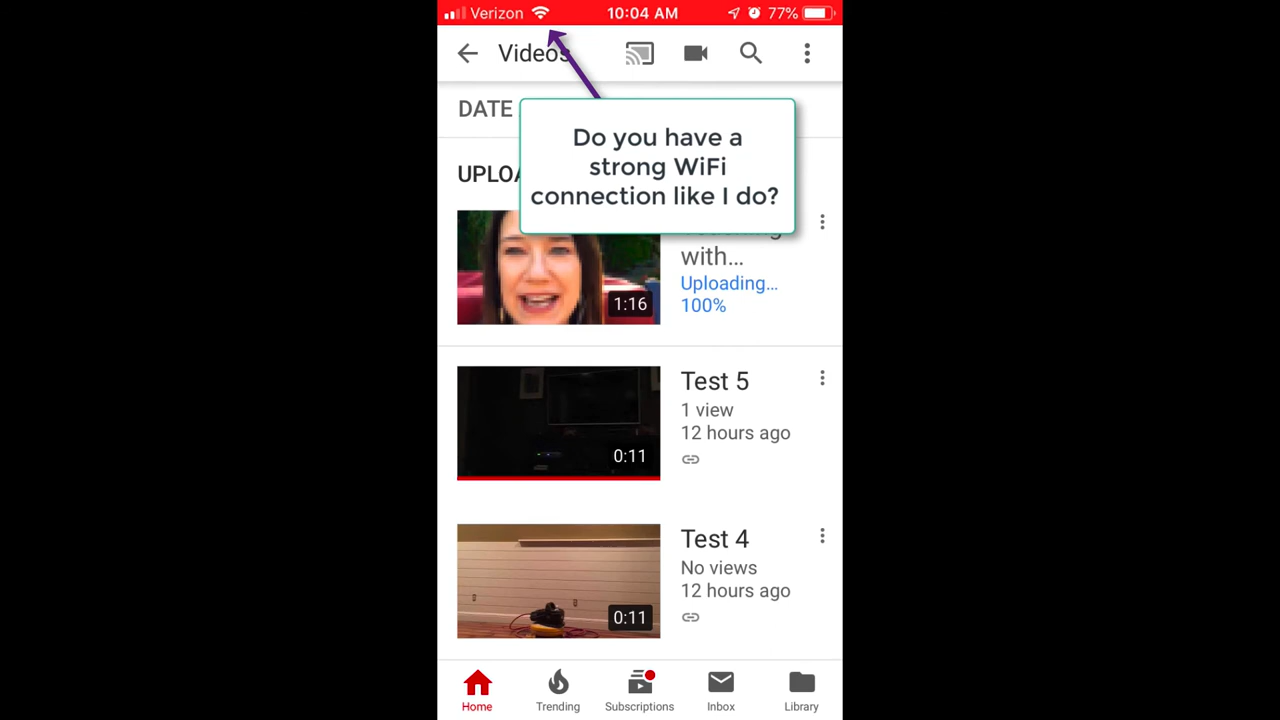 Verizon 10:04 AM 77%
Videos
DATE
Do you have a
strong WiFi
connection like I do?
with...
Uploading...
100%
1:16
Test 5
1 view
12 hours ago
0:11
Test 4
No views
12 hours ago
0:11
Home Trending Subscriptions Inbox Library